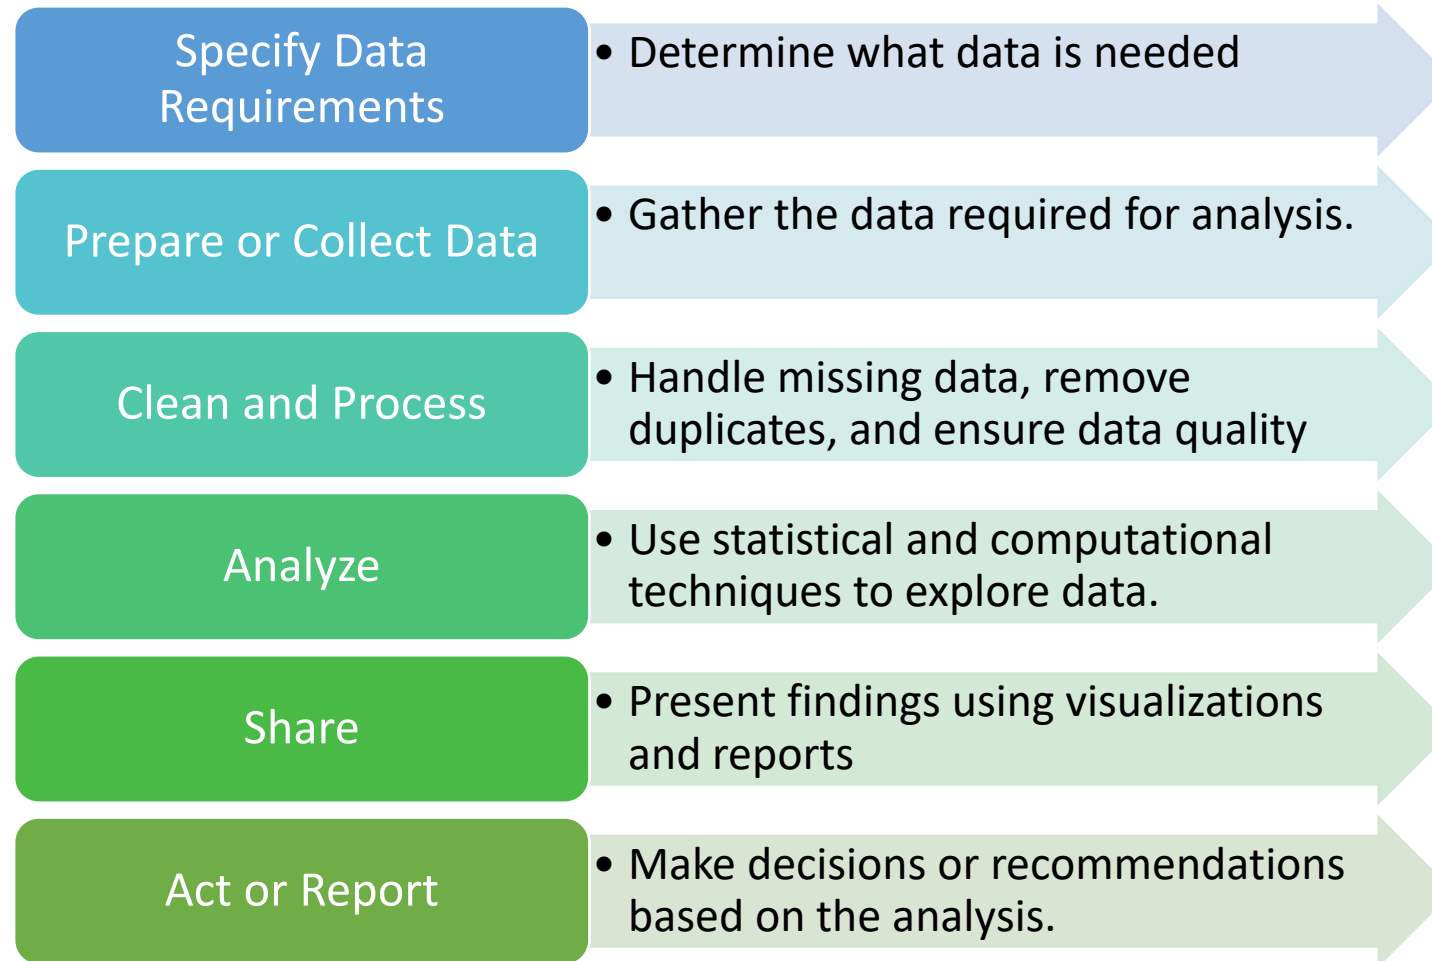 Specify Data
Requirements
• Determine what data is needed
Prepare or Collect Data
• Gather the data required for analysis.
Clean and Process
• Handle missing data, remove
duplicates, and ensure data quality
Analyze
• Use statistical and computational
techniques to explore data.
Share
• Present findings using visualizations
and reports
Act or Report
• Make decisions or recommendations
based on the analysis.